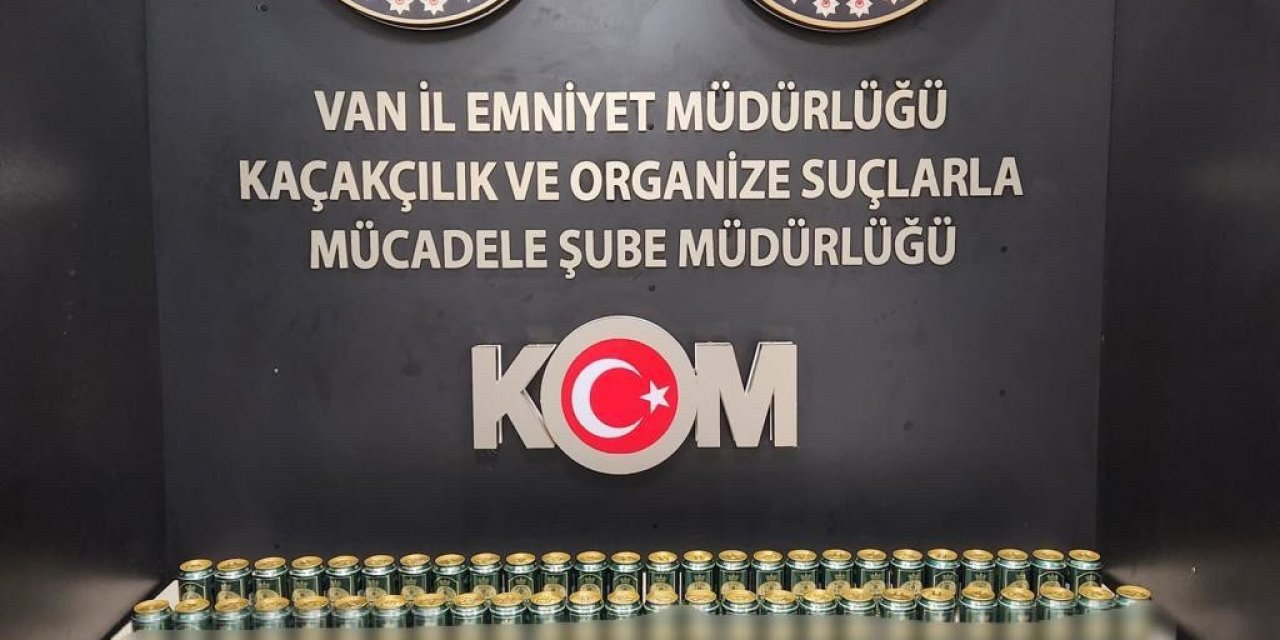 VAN İL EMNİYET MÜDÜRLÜĞÜ
KAÇAKÇILIK VE ORGANİZE SUÇLARLA
MÜCADELE ŞUBE MÜDÜRLÜĞÜ
KOM